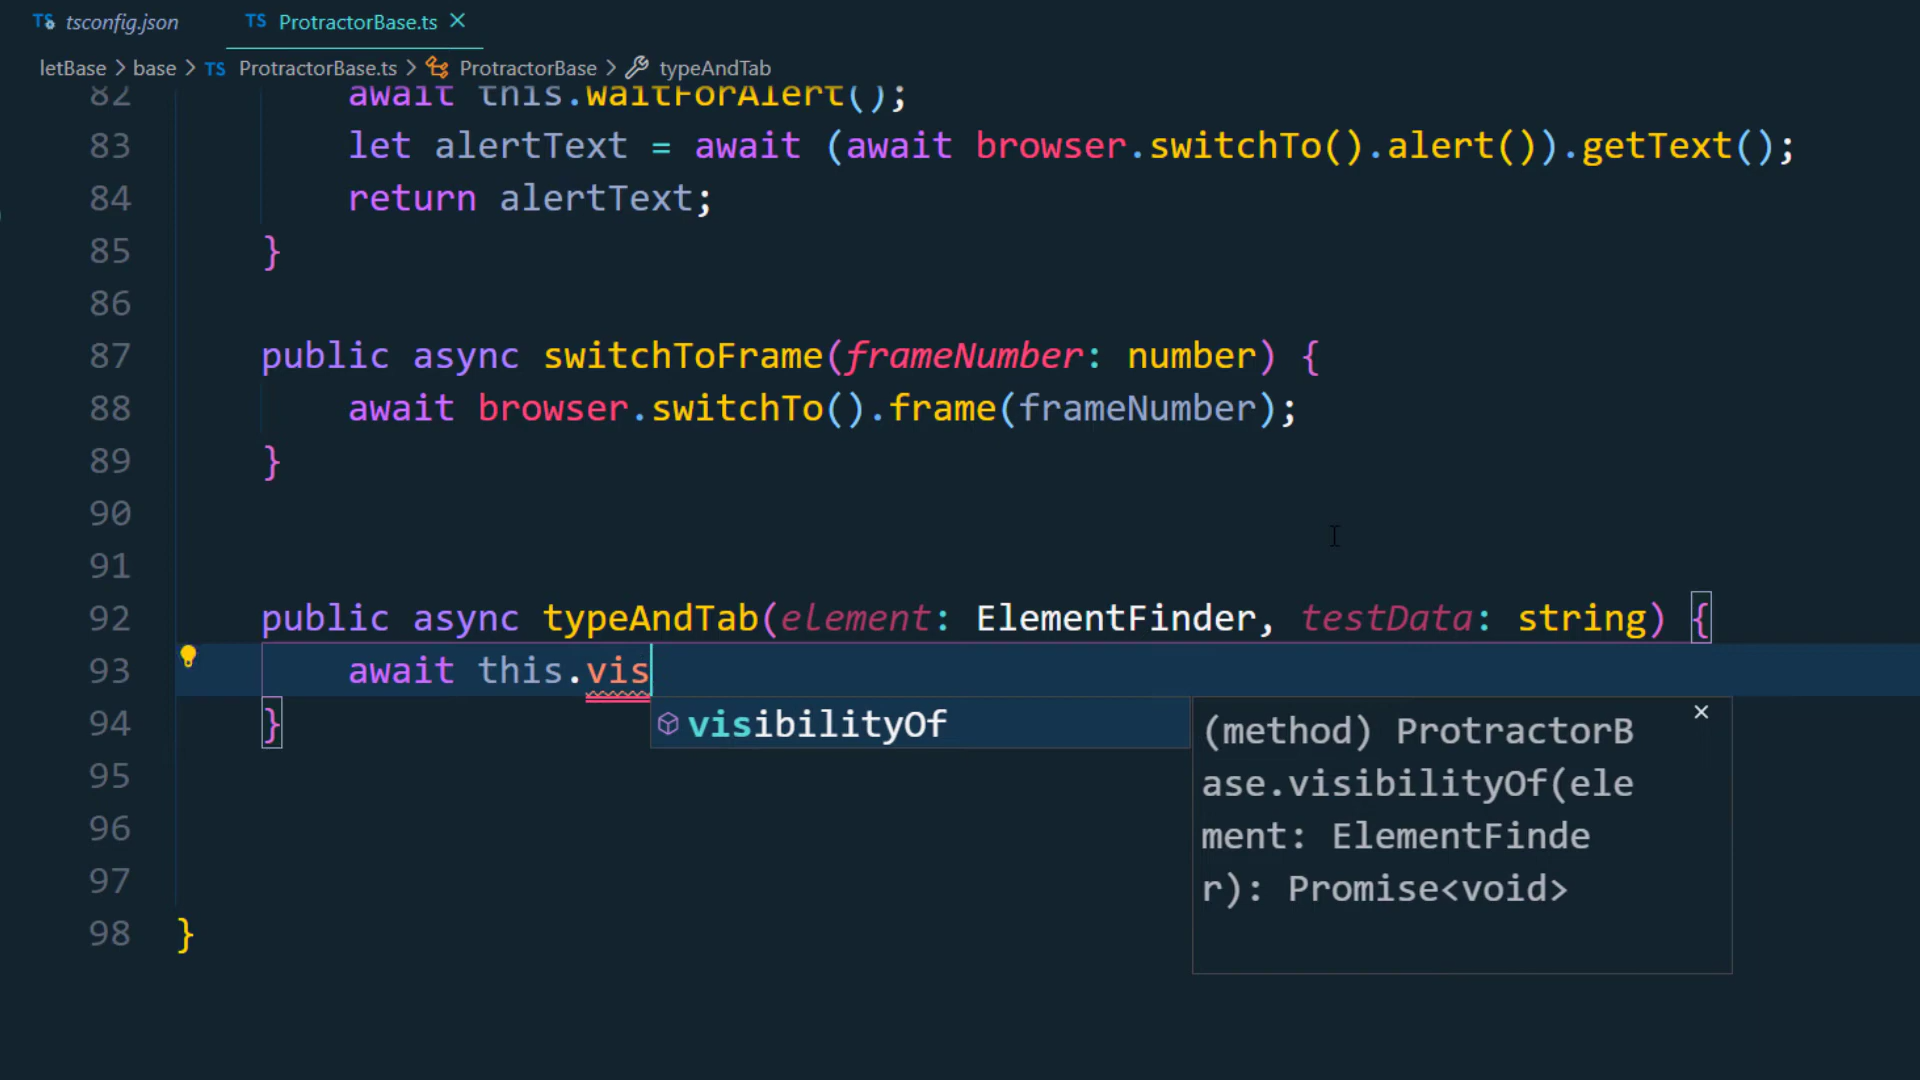 tsconfig.json
TS ProtractorBase.ts
letBase > base > TS ProtractorBase.ts > ProtractorBase > typeAndTab
82 await this.waitForAlert();
83 let alertText = await (await browser.switchTo().alert()).getText();
84 return alertText;
85 }
86
87 public async switchToFrame(frameNumber: number) {
88 await browser.switchTo().frame(frameNumber);
89 }
90
91
92 public async typeAndTab(element: ElementFinder, testData: string) {
93 await this.vis
94 }
visibilityOf
(method) ProtractorB
ase.visibilityOf(ele
ment: ElementFinde
r): Promise<void>
95
96
97
98 }